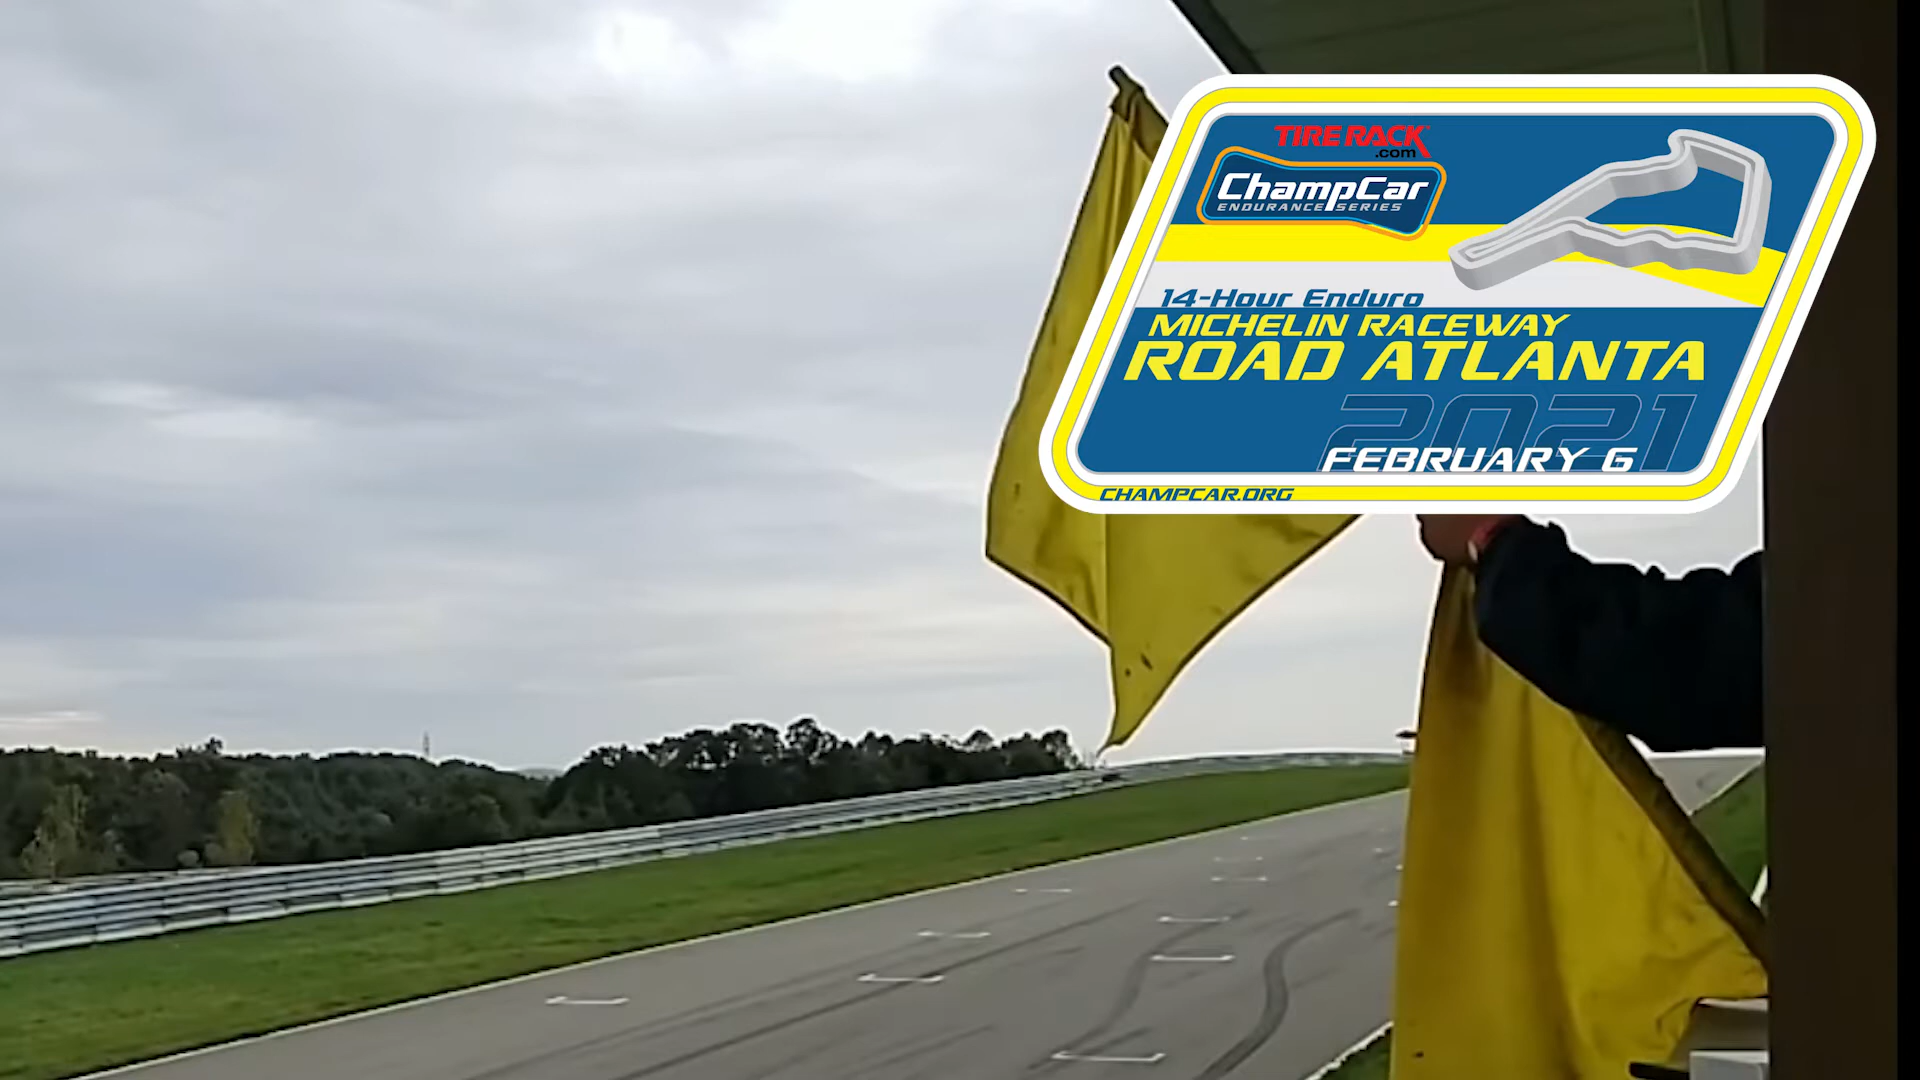 TIRE RACK
.com
ChampCar
ENDURANCE SERIES
14-Hour Enduro
MICHELIN RACEWAY
ROAD ATLANTA
2021
FEBRUARY 6
CHAMPCAR.ORG